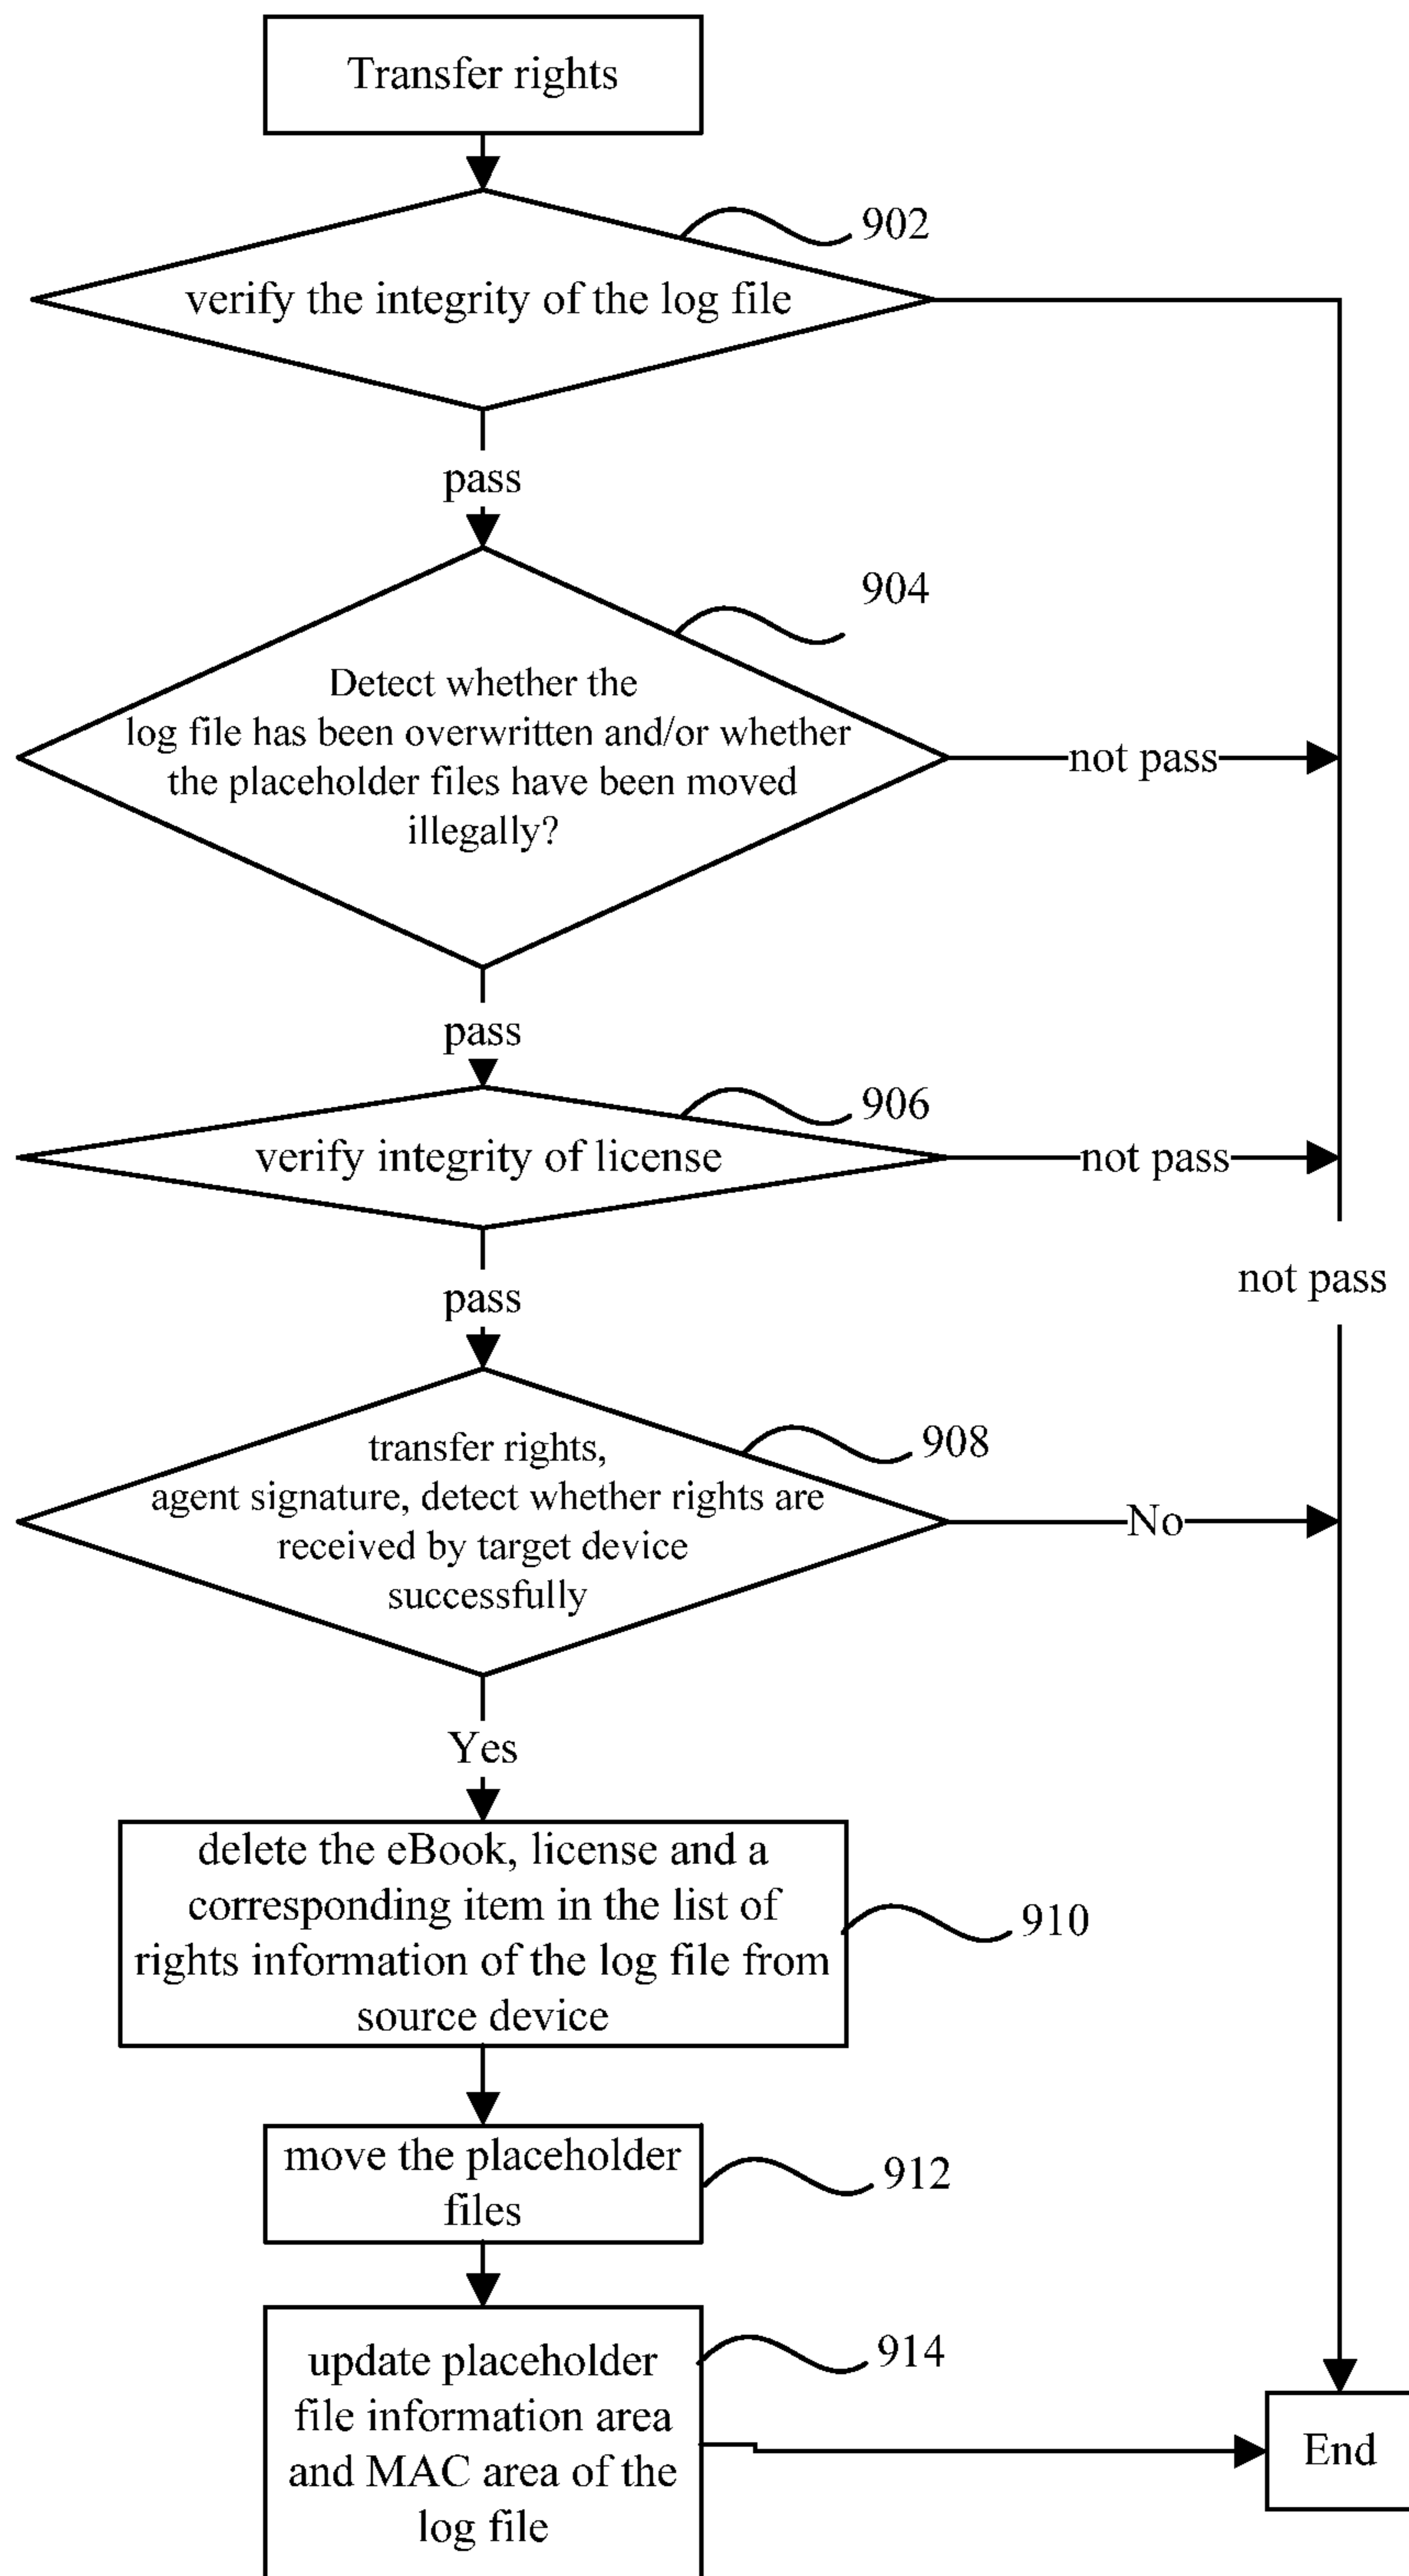 Transfer rights
902
verify the integrity of the log file
pass
904
Detect whether the
log file has been overwritten and/or whether
the placeholder files have been moved
illegally?
not pass
pass
906
verify integrity of license
not pass
not pass
pass
908
transfer rights,
agent signature, detect whether rights are
received by target device
successfully
No
Yes
delete the eBook, license and a
corresponding item in the list of
rights information of the log file from
source device
910
move the placeholder
files
912
914
update placeholder
file information area
and MAC area of the
log file
End